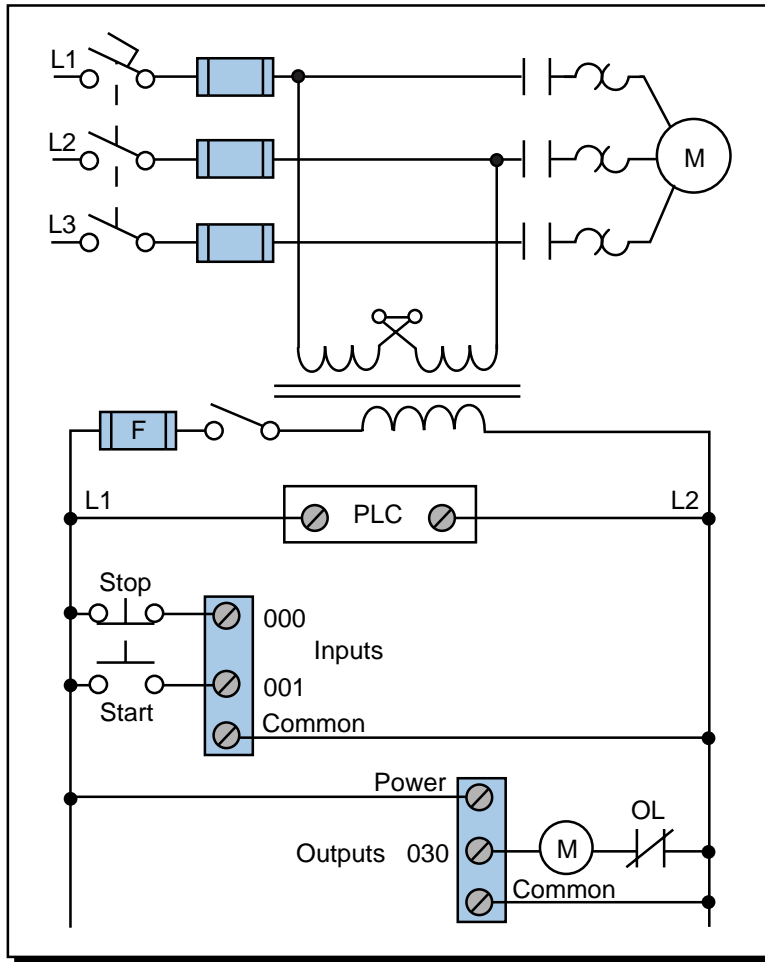 L1
L2
M
L3
F
L1 PLC L2
Stop
000
Inputs
001
Start
Common
Power
OL
Outputs 030 M
Common